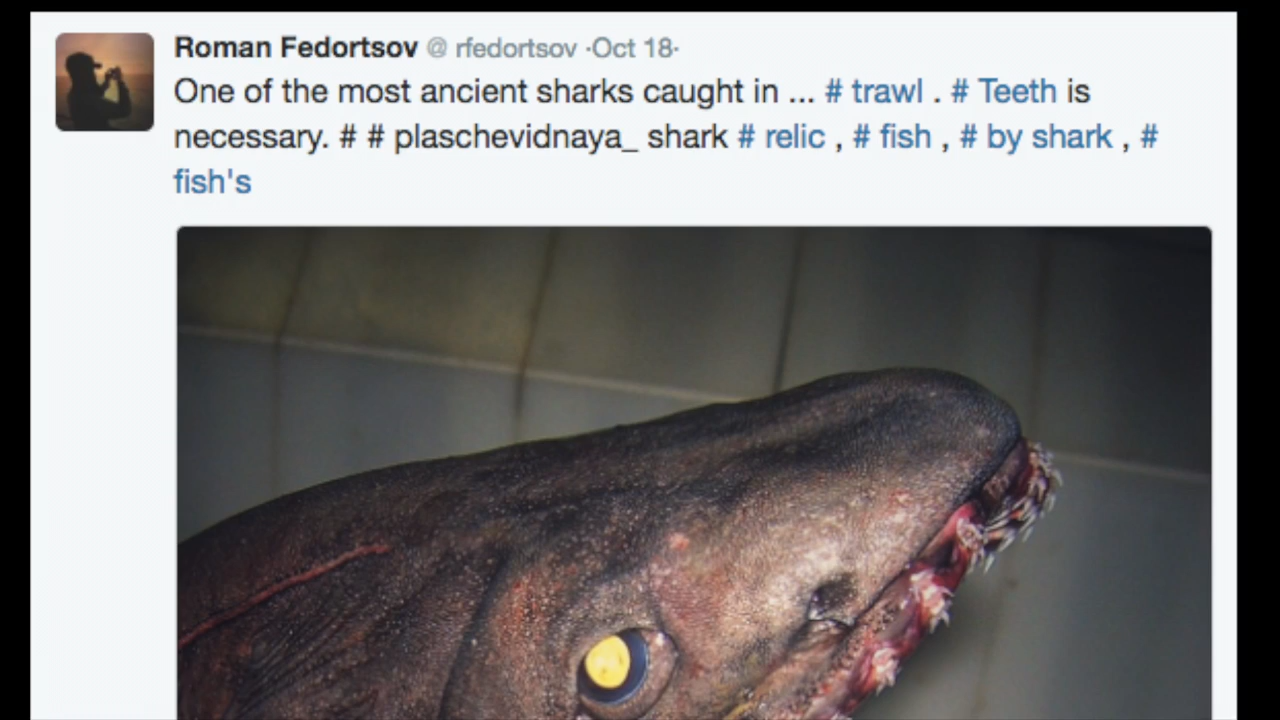 Roman Fedortsov @ rfedortsov ·Oct 18·
One of the most ancient sharks caught in ... # trawl . # Teeth is
necessary. # # plaschevidnaya_ shark # relic , # fish , # by shark , #
fish's